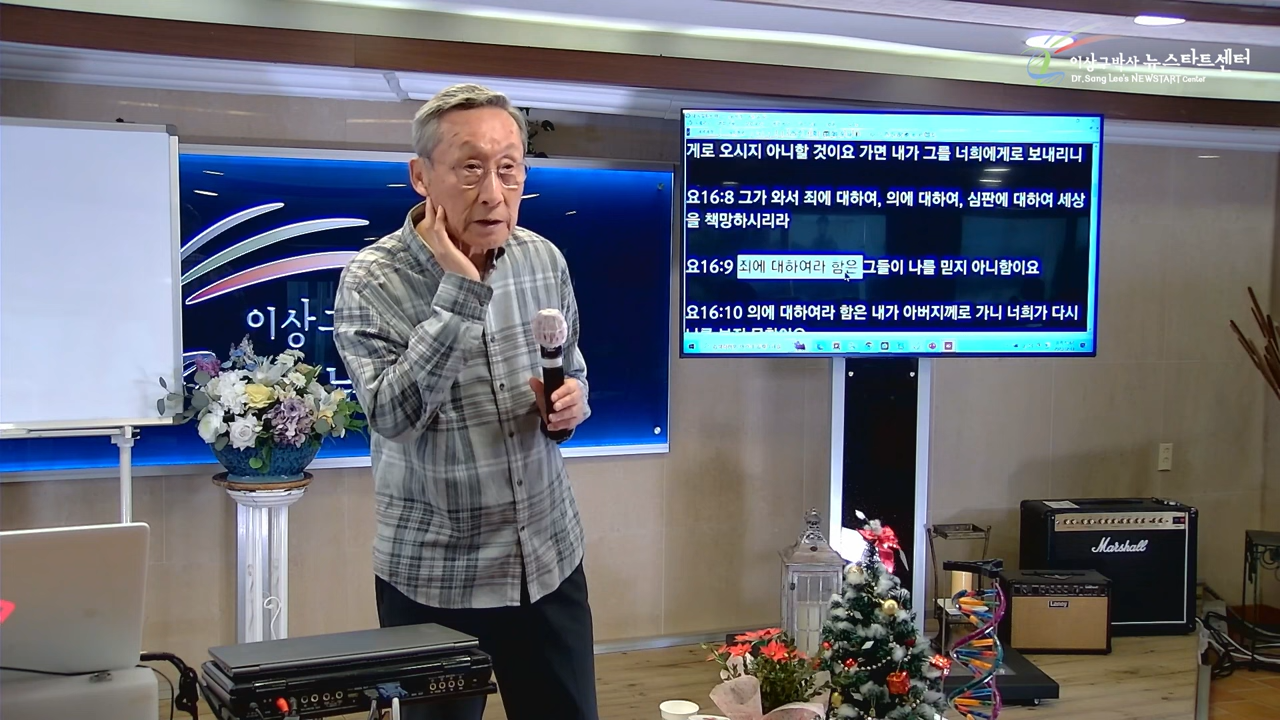 이상구박사 뉴스타트센터
Dr. Sang Lee's NEWSTART Center
게로 오시지 아니할 것이요 가면 내가 그를 너희에게로 보내리니
요16:8 그가 와서 죄에 대하여, 의에 대하여, 심판에 대하여 세상
을 책망하시리라
요16:9 죄에 대하여라 함은 그들이 나를 믿지 아니함이요
요16:10 의에 대하여라 함은 내가 아버지께로 가니 너희가 다시
이상구
Marshall
Laney